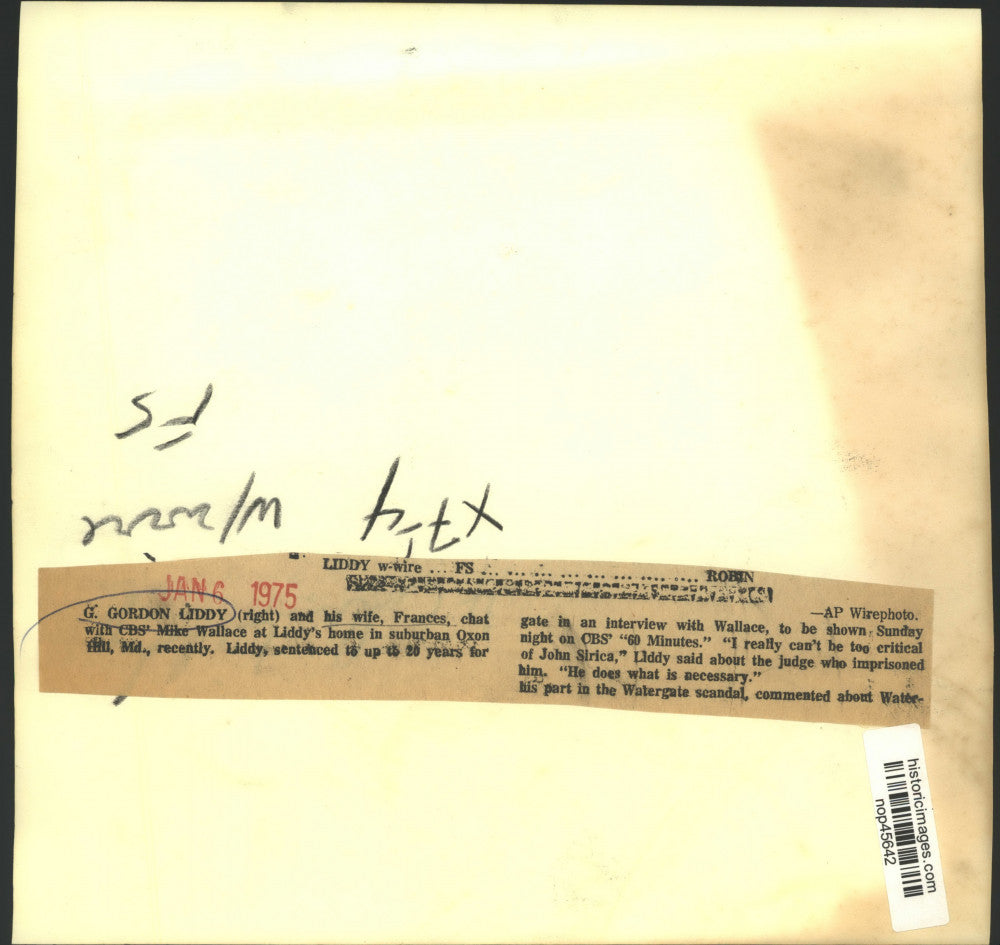 FS
LIDDY w-wire ... FS ... ... ... ... ... ... ... ... ROBIN
JAN 6 1975
G. GORDON LIDDY (right) and his wife, Frances, chat
with CBS' Mike Wallace at Liddy's home in suburban Oxon
Hill, Md., recently. Liddy, sentenced to up to 20 years for
—AP Wirephoto.
gate in an interview with Wallace, to be shown Sunday
night on CBS' "60 Minutes." "I really can't be too critical
of John Sirica," Liddy said about the judge who imprisoned
him. "He does what is necessary."
his part in the Watergate scandal, commented about Water-
historicimages.com
nop45642